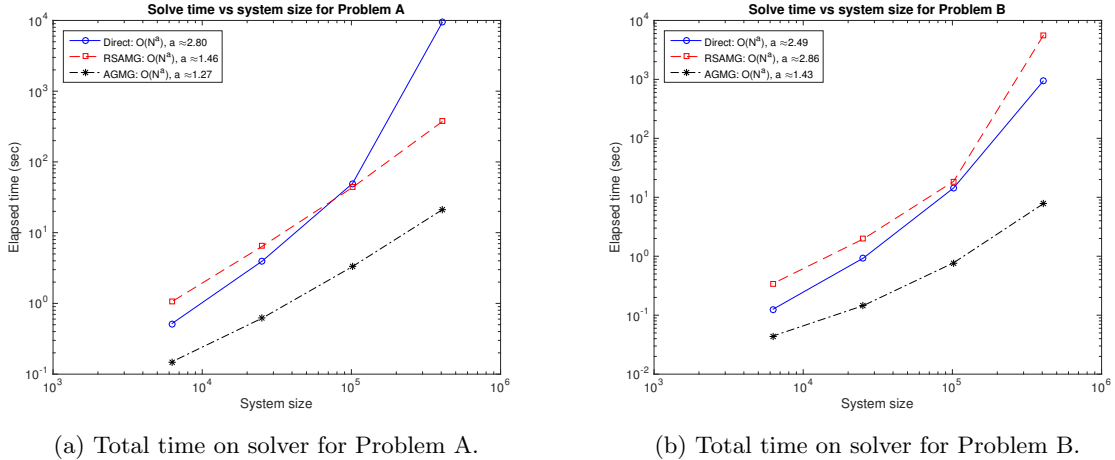 Solve time vs system size for Problem A
10^4
10^3
10^2
10^1
10^0
10^-1
Elapsed time (sec)
Direct: O(N^a), a ≈2.80
RSAMG: O(N^a), a ≈1.46
AGMG: O(N^a), a ≈1.27
10^3 10^4 10^5 10^6
System size
(a) Total time on solver for Problem A.
Solve time vs system size for Problem B
10^4
10^3
10^2
10^1
10^0
10^-1
10^-2
Elapsed time (sec)
Direct: O(N^a), a ≈2.49
RSAMG: O(N^a), a ≈2.86
AGMG: O(N^a), a ≈1.43
10^3 10^4 10^5 10^6
System size
(b) Total time on solver for Problem B.